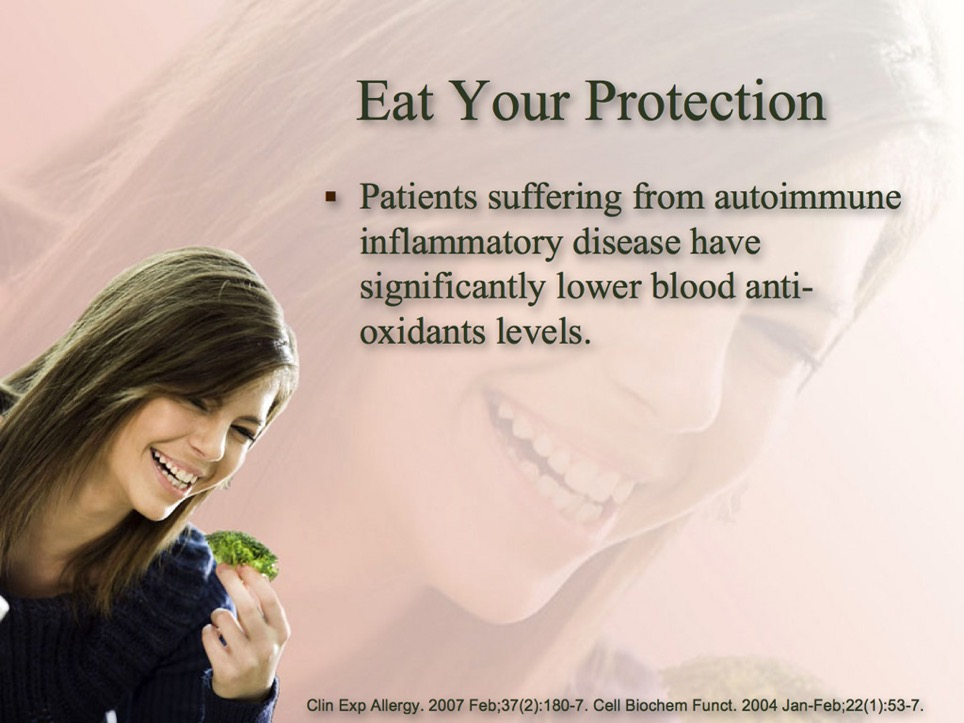 Eat Your Protection
▪ Patients suffering from autoimmune
inflammatory disease have
significantly lower blood anti-
oxidants levels.
Clin Exp Allergy. 2007 Feb;37(2):180-7. Cell Biochem Funct. 2004 Jan-Feb;22(1):53-7.